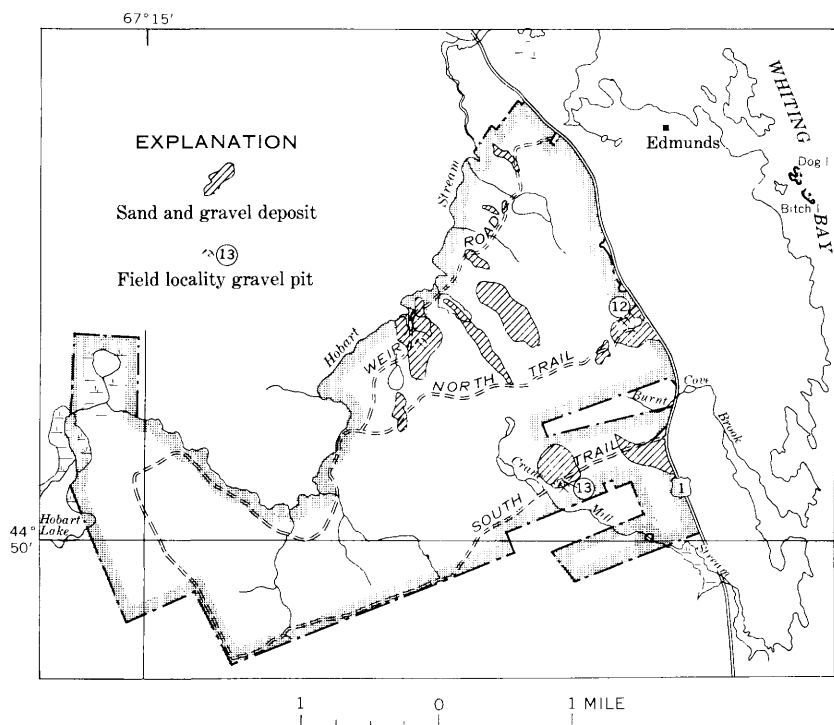 67°15'
EXPLANATION
Sand and gravel deposit
13
Field locality gravel pit
WHITING
BAY
Edmunds
Dog I
Bitch I
Stream
Hobart
WEIR
ROAD
12
NORTH TRAIL
Burnt Cove
Brook
SOUTH TRAIL
Crane
Mill
Stream
13
1
Hobart
Lake
44°
50'
1 0 1 MILE